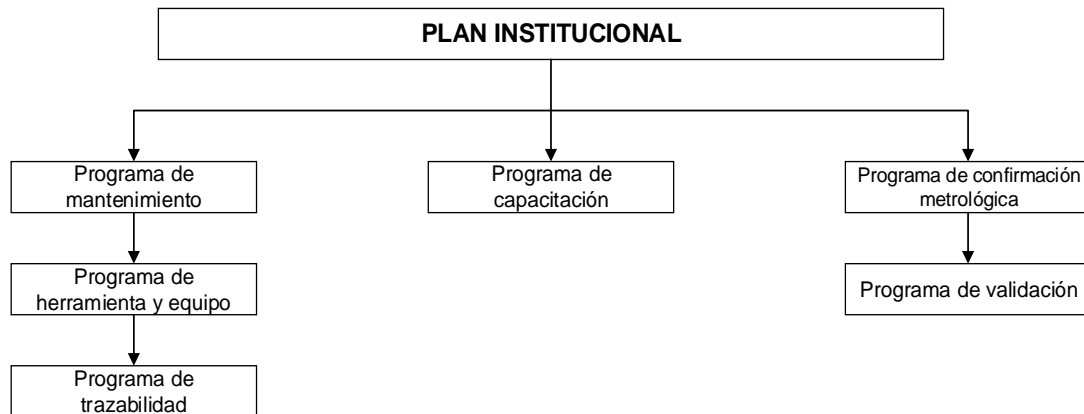 PLAN INSTITUCIONAL
Programa de
mantenimiento
Programa de
capacitación
Programa de confirmación
metrológica
Programa de
herramienta y equipo
Programa de validación
Programa de
trazabilidad